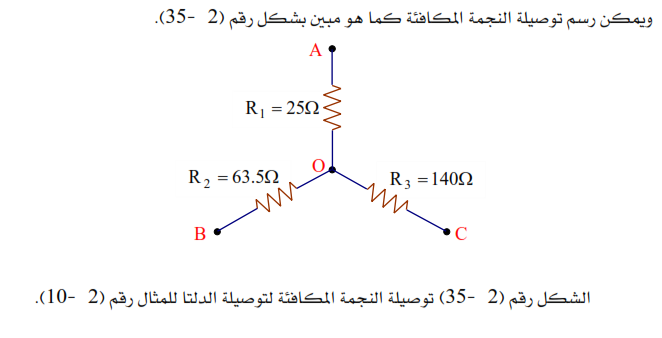 ويمكن رسم توصيلة النجمة المكافئة كما هو مبين بشكل رقم (2 -35).
A
R₁ = 25Ω
O
R₂ = 63.5Ω
R₃ = 140Ω
B
C
الشكل رقم (2 -35) توصيلة النجمة المكافئة لتوصيلة الدلتا للمثال رقم (2 -10).